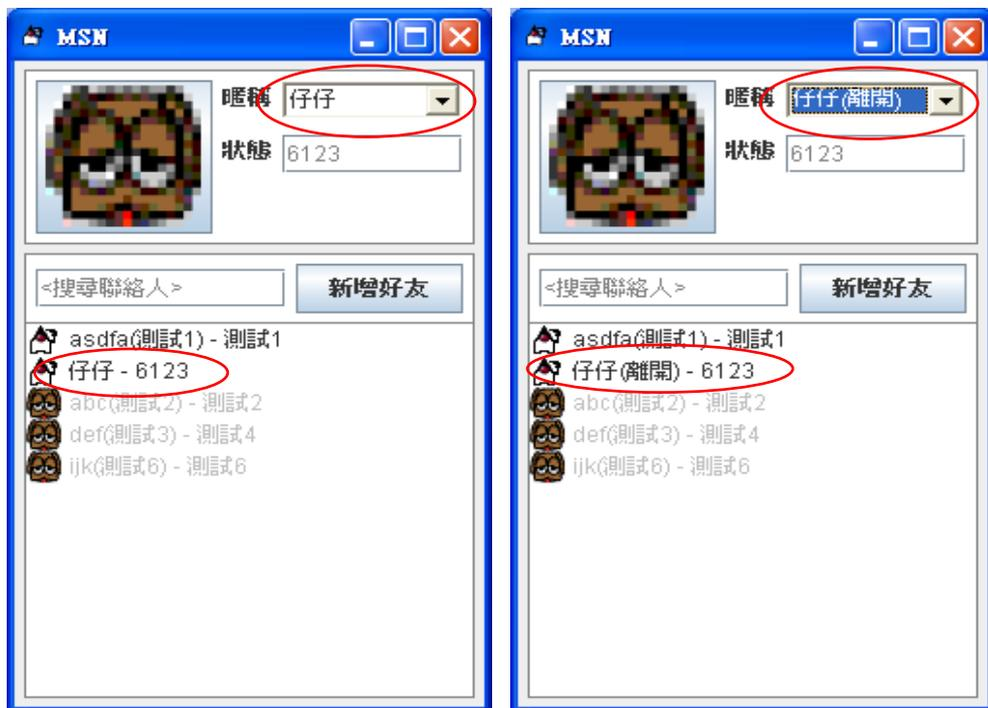 MSN
暱稱 仔仔
狀態 6123
<搜尋聯絡人> 新增好友
asdfa(測試1) - 測試1
仔仔 - 6123
abc(測試2) - 測試2
def(測試3) - 測試4
ijk(測試6) - 測試6
MSN
暱稱 仔仔(離開)
狀態 6123
<搜尋聯絡人> 新增好友
asdfa(測試1) - 測試1
仔仔(離開) - 6123
abc(測試2) - 測試2
def(測試3) - 測試4
ijk(測試6) - 測試6